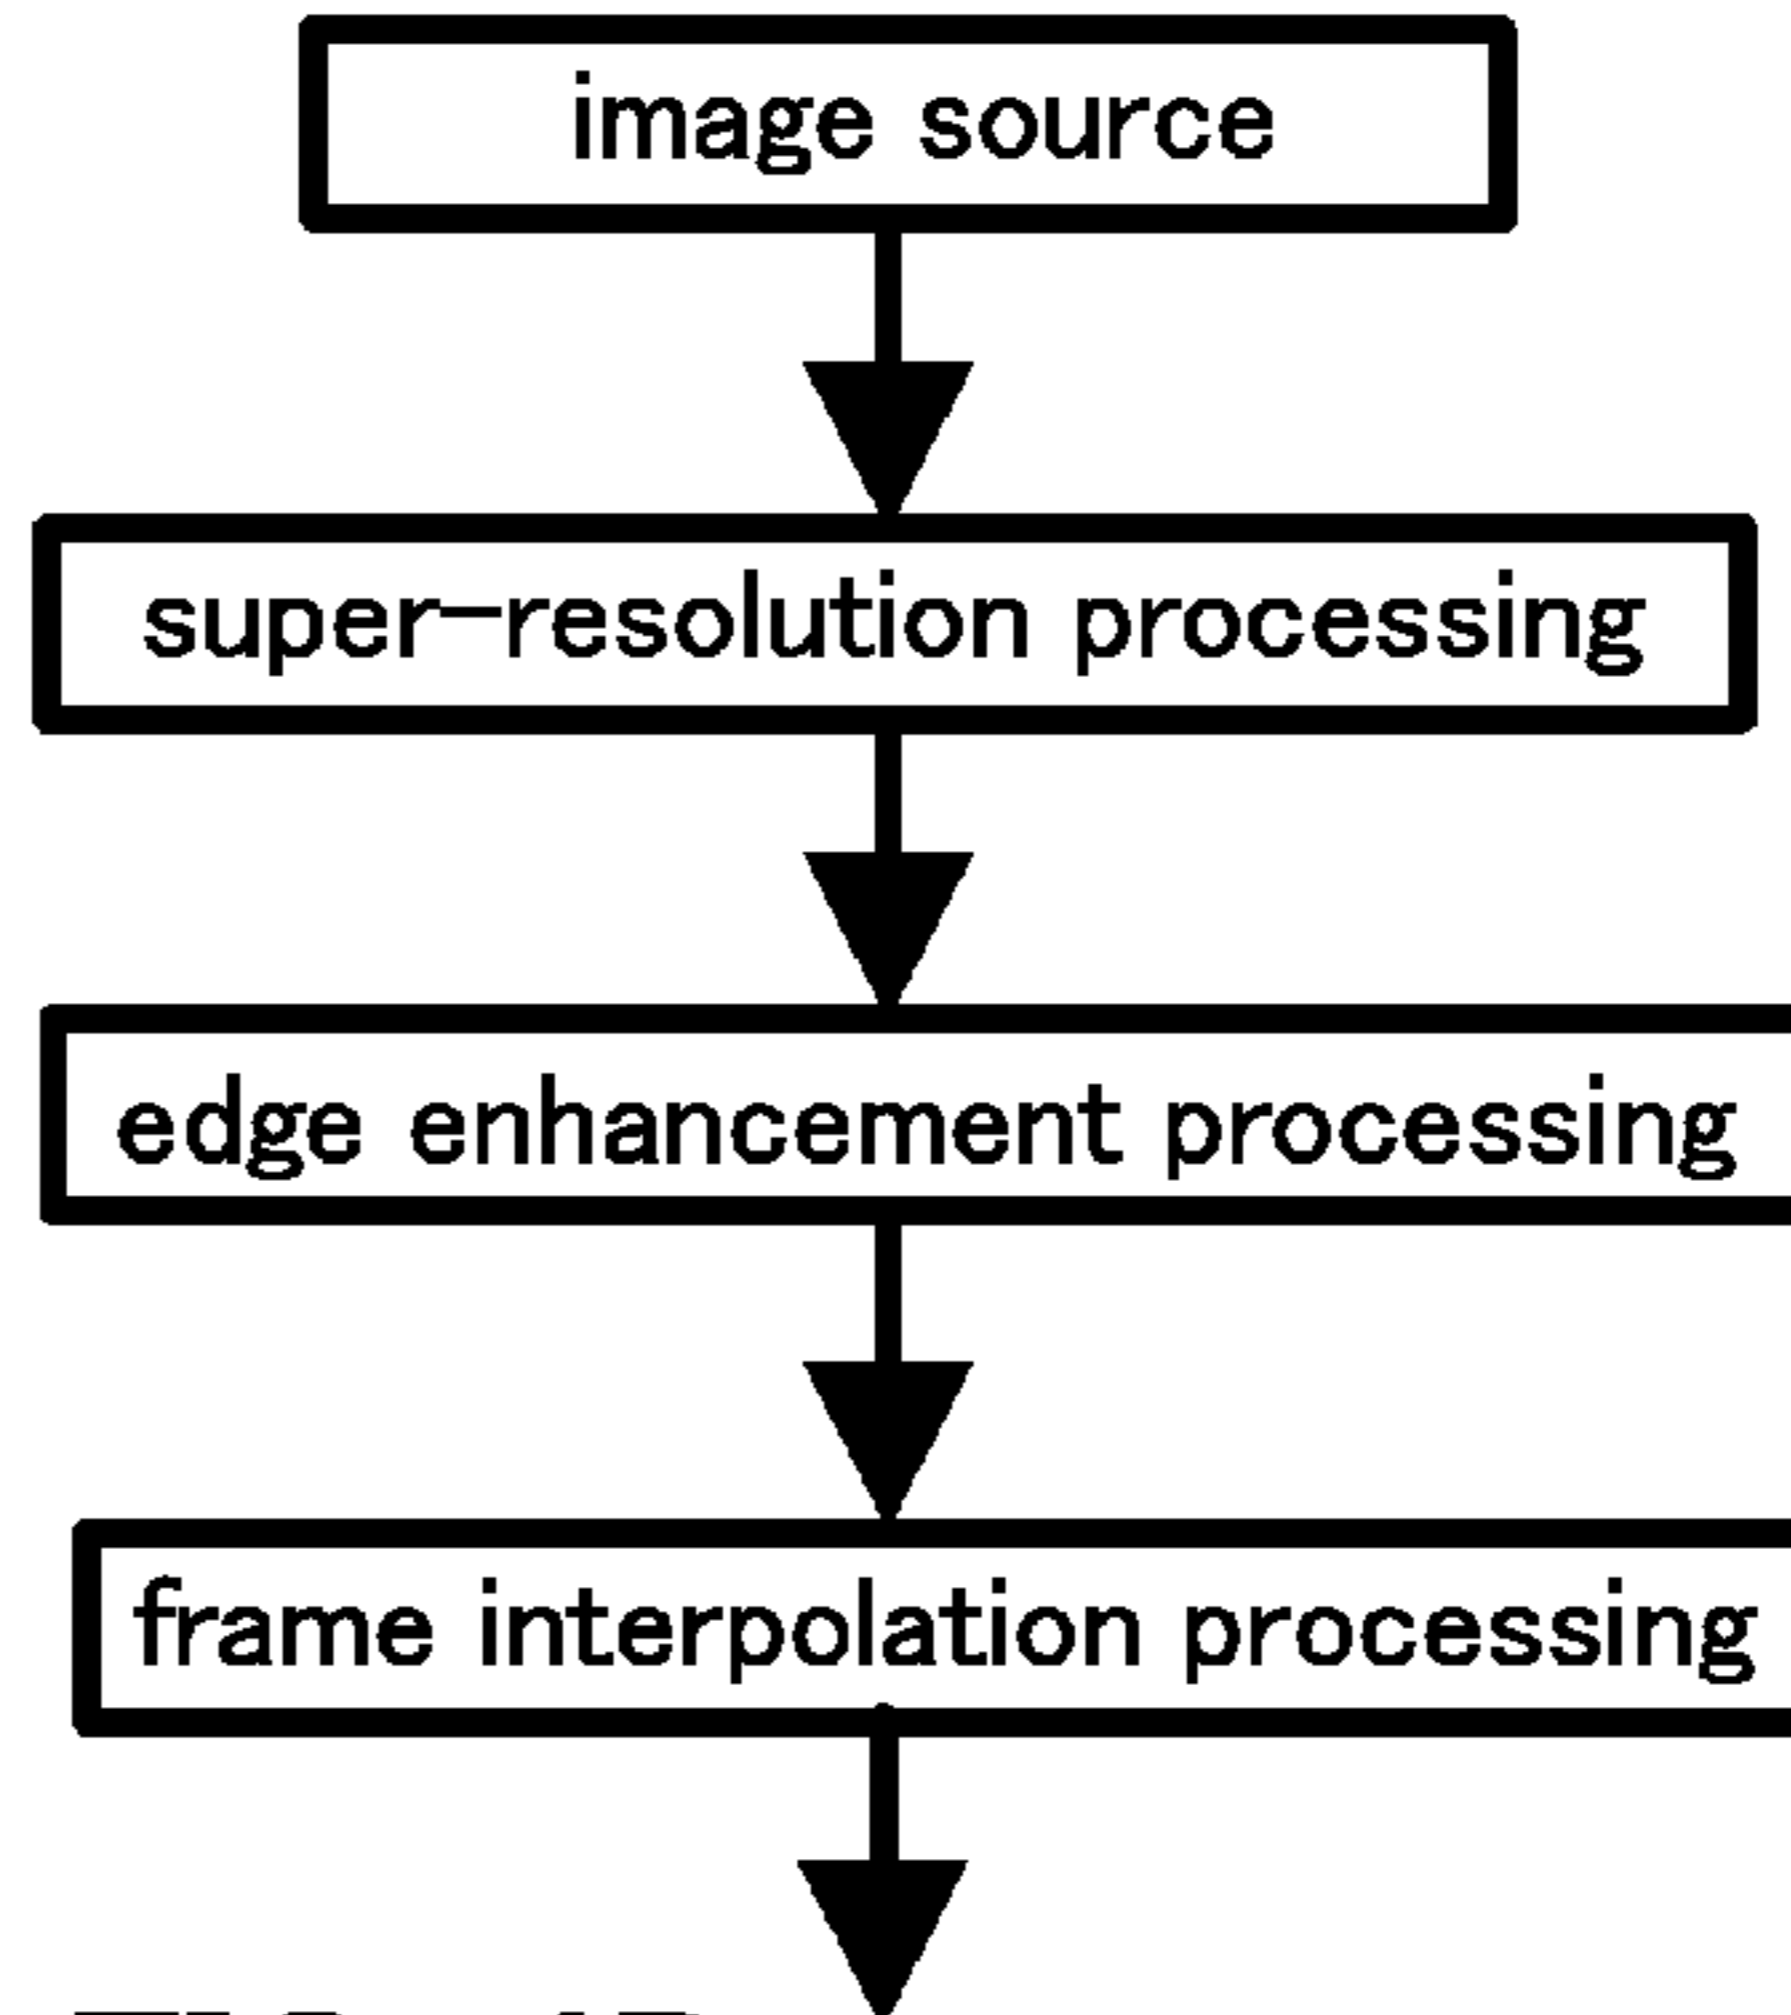 image source
super-resolution processing
edge enhancement processing
frame interpolation processing